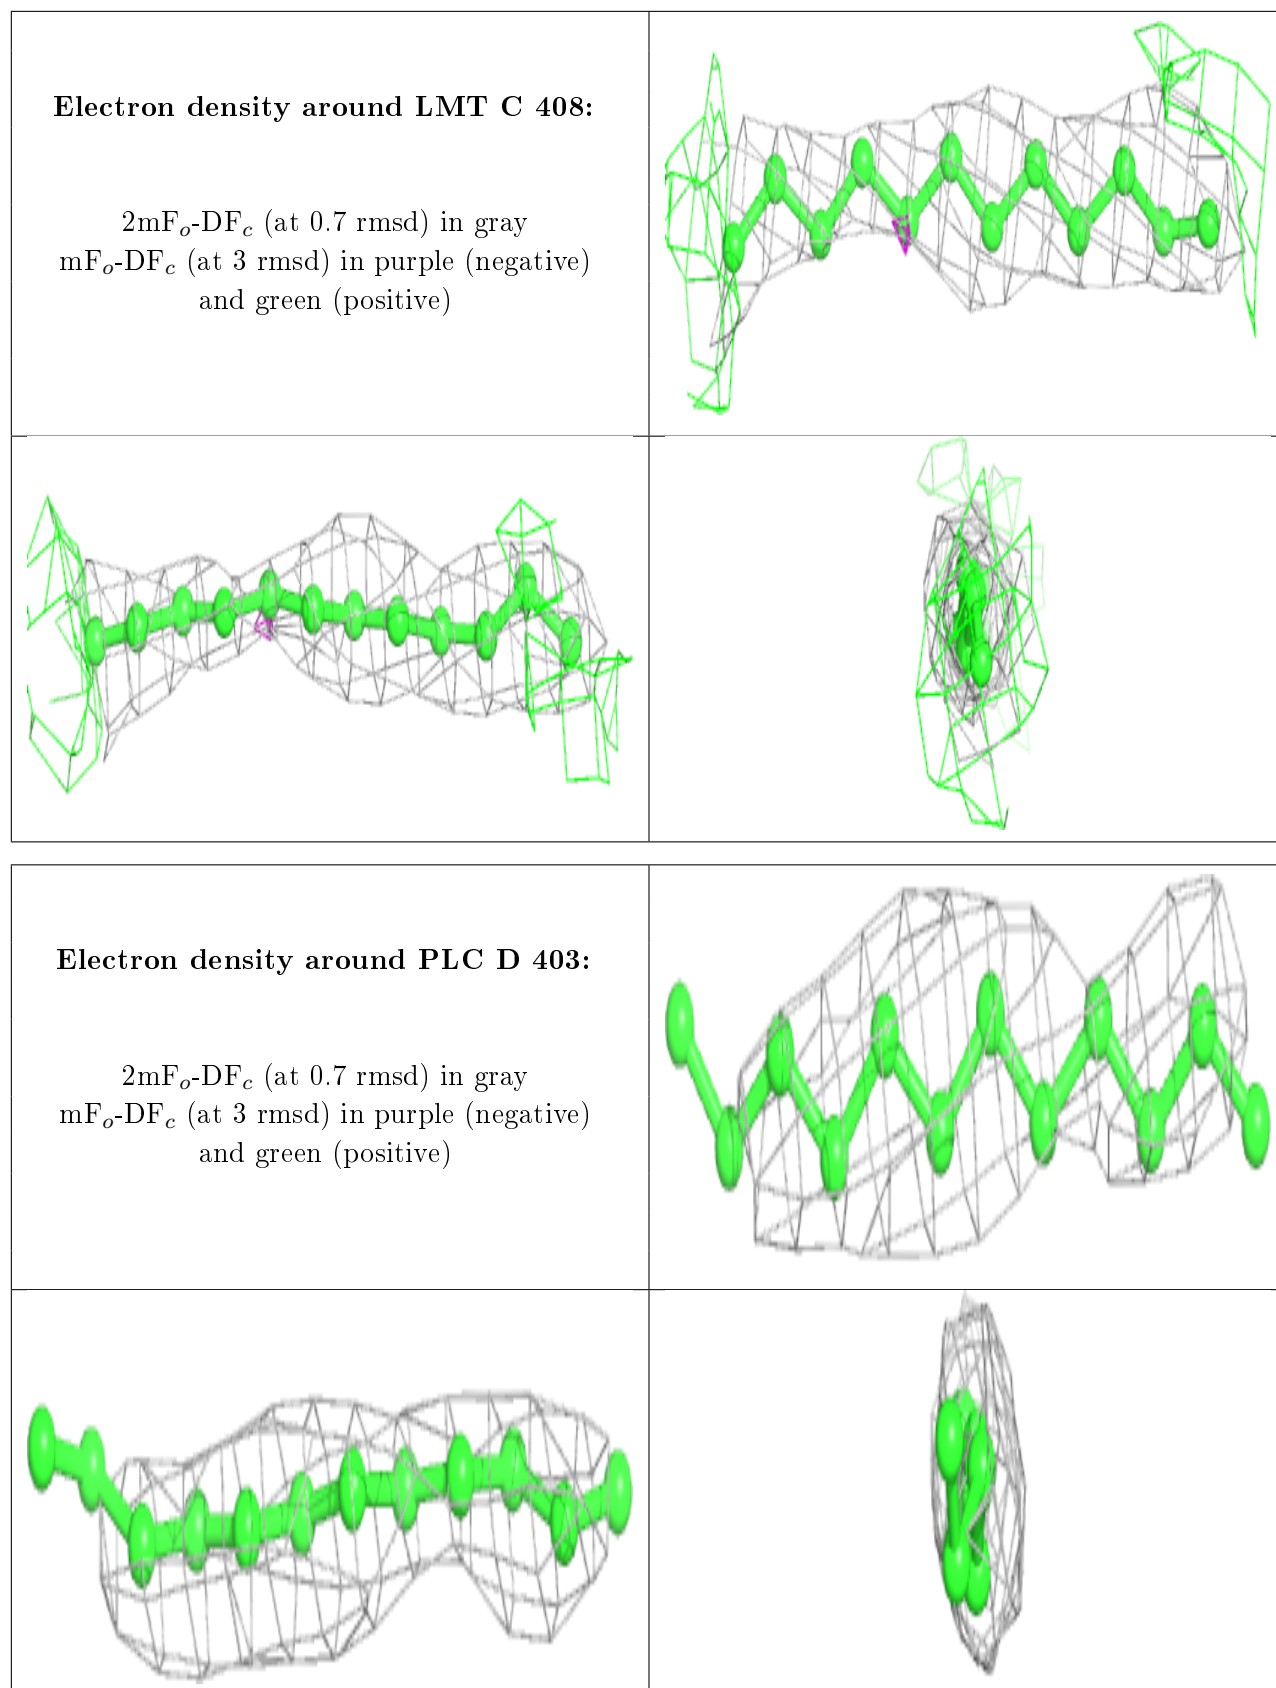 Electron density around LMT C 408:
2mFo-DFc (at 0.7 rmsd) in gray
mFo-DFc (at 3 rmsd) in purple (negative)
and green (positive)
Electron density around PLC D 403:
2mFo-DFc (at 0.7 rmsd) in gray
mFo-DFc (at 3 rmsd) in purple (negative)
and green (positive)